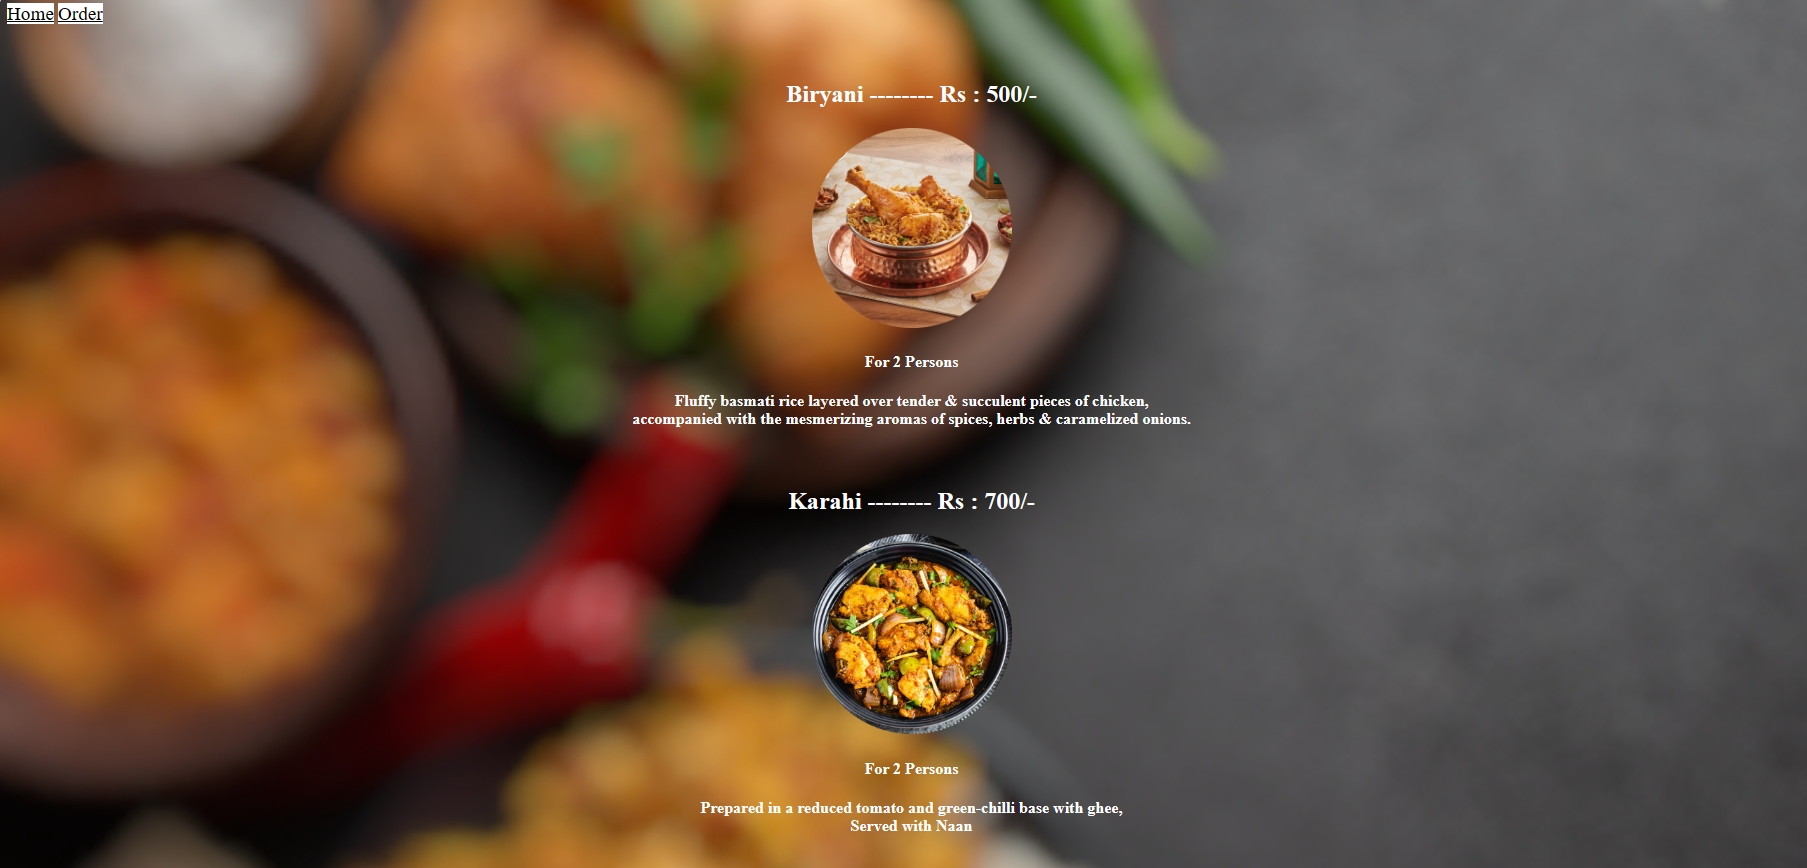 Home Order
Biryani -------- Rs : 500/-
For 2 Persons
Fluffy basmati rice layered over tender & succulent pieces of chicken,
accompanied with the mesmerizing aromas of spices, herbs & caramelized onions.
Karahi -------- Rs : 700/-
For 2 Persons
Prepared in a reduced tomato and green-chilli base with ghee,
Served with Naan